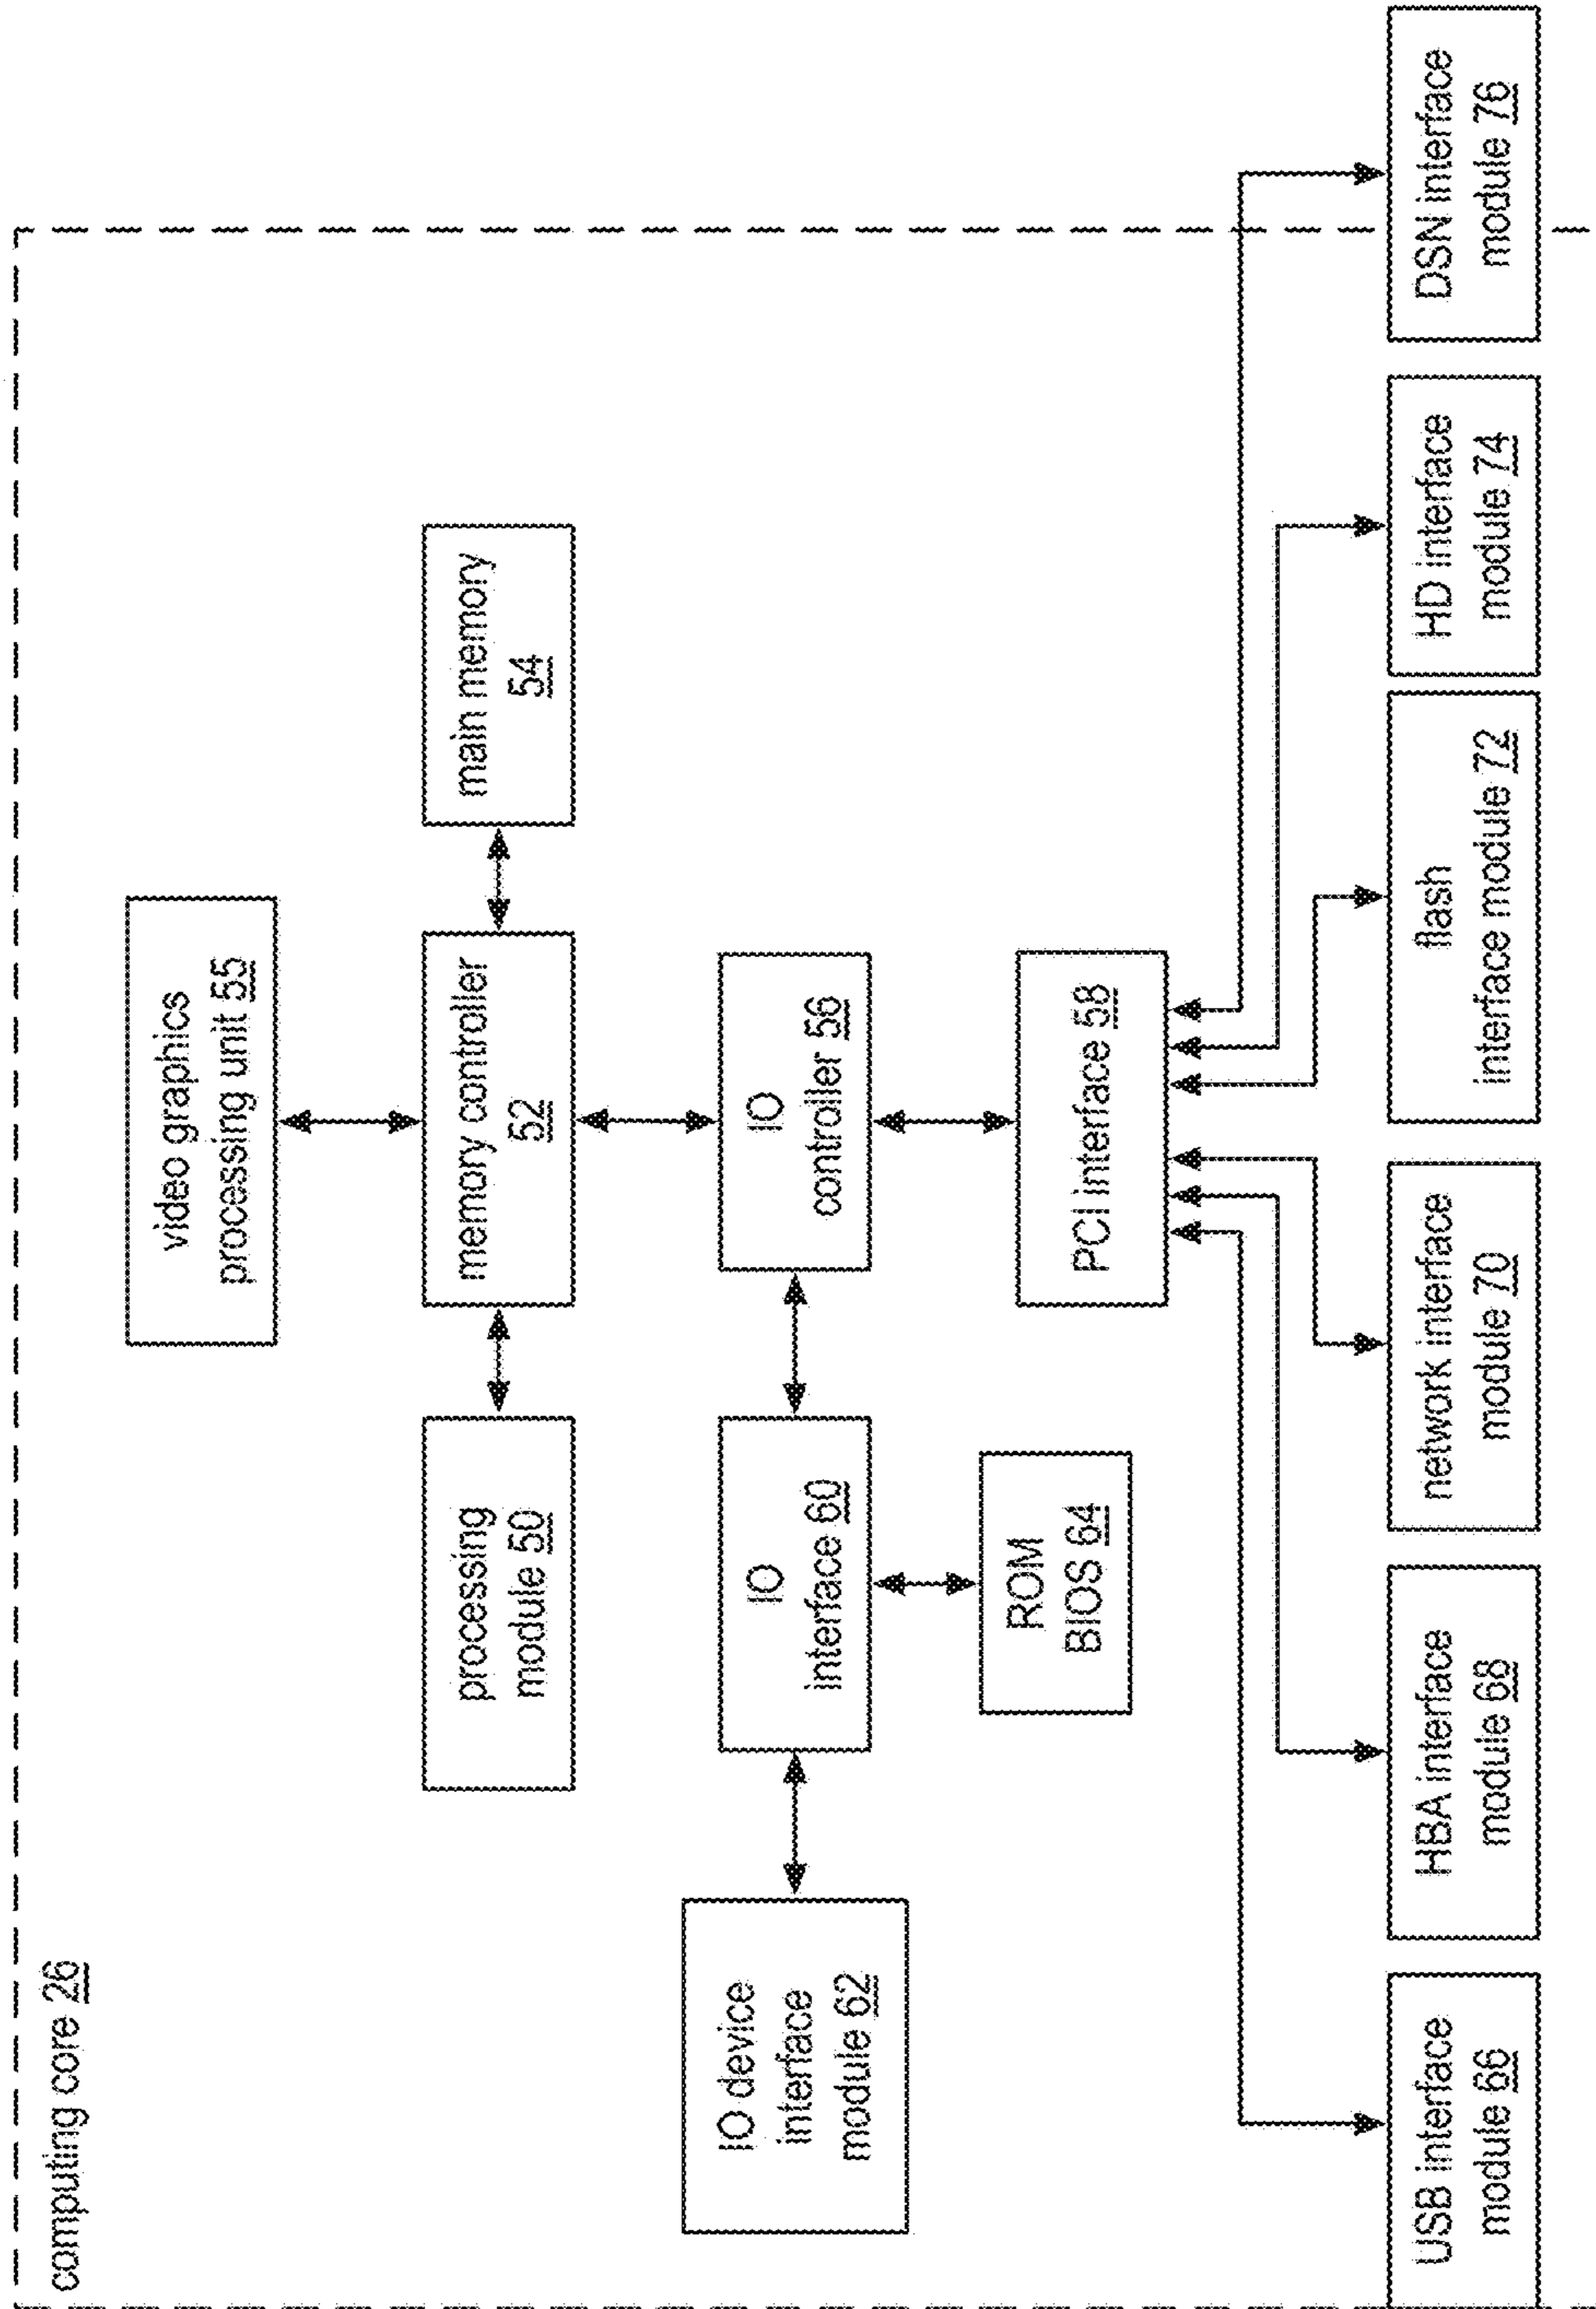 computing core 26
video graphics
processing unit 55
processing
module 50
memory controller
52
main memory
54
IO device
interface
module 62
IO
interface 60
IO
controller 56
ROM
BIOS 64
PCI interface 58
USB interface
module 66
HBA interface
module 68
network interface
module 70
flash
interface module 72
HD interface
module 74
DSN interface
module 76